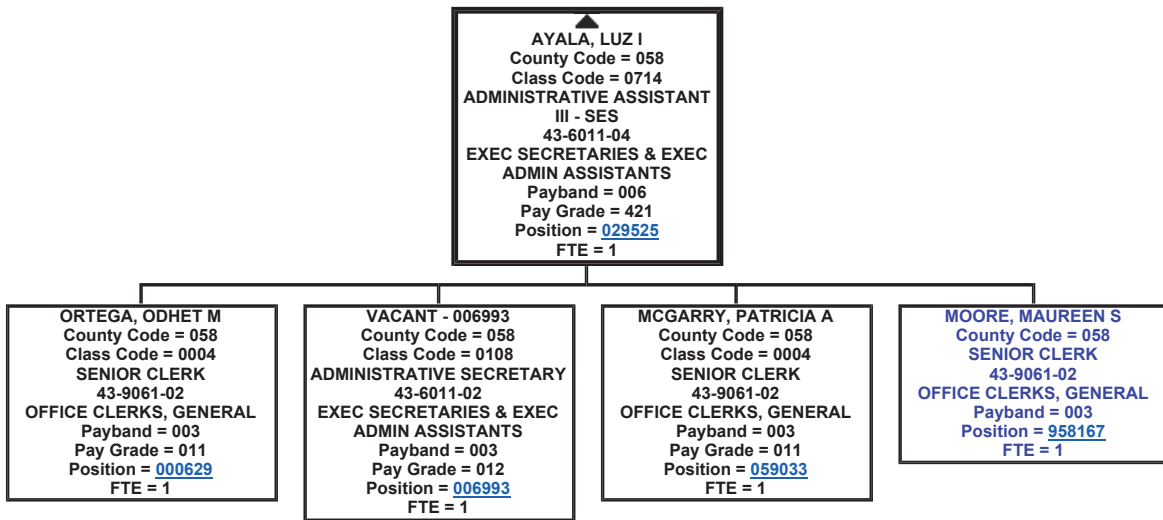 AYALA, LUZ I
County Code = 058
Class Code = 0714
ADMINISTRATIVE ASSISTANT
III - SES
43-6011-04
EXEC SECRETARIES & EXEC
ADMIN ASSISTANTS
Payband = 006
Pay Grade = 421
Position = 029525
FTE = 1
ORTEGA, ODHET M
County Code = 058
Class Code = 0004
SENIOR CLERK
43-9061-02
OFFICE CLERKS, GENERAL
Payband = 003
Pay Grade = 011
Position = 000629
FTE = 1
VACANT - 006993
County Code = 058
Class Code = 0108
ADMINISTRATIVE SECRETARY
43-6011-02
EXEC SECRETARIES & EXEC
ADMIN ASSISTANTS
Payband = 003
Pay Grade = 012
Position = 006993
FTE = 1
MCGARRY, PATRICIA A
County Code = 058
Class Code = 0004
SENIOR CLERK
43-9061-02
OFFICE CLERKS, GENERAL
Payband = 003
Pay Grade = 011
Position = 059033
FTE = 1
MOORE, MAUREEN S
County Code = 058
SENIOR CLERK
43-9061-02
OFFICE CLERKS, GENERAL
Payband = 003
Position = 958167
FTE = 1